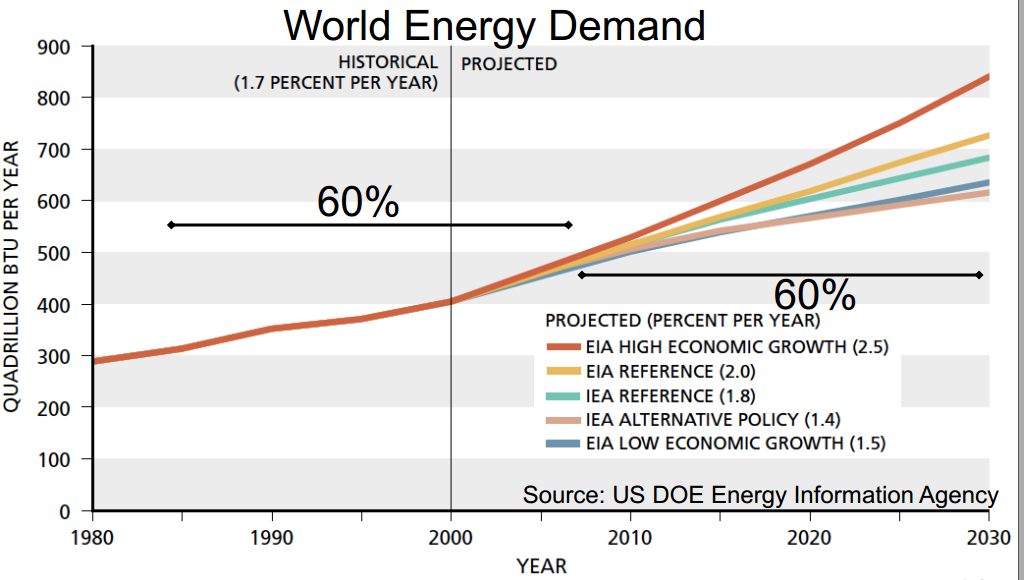 World Energy Demand
HISTORICAL
(1.7 PERCENT PER YEAR)
PROJECTED
QUADRILLION BTU PER YEAR
900
800
700
600
500
400
300
200
100
0
60%
60%
PROJECTED (PERCENT PER YEAR)
EIA HIGH ECONOMIC GROWTH (2.5)
EIA REFERENCE (2.0)
IEA REFERENCE (1.8)
IEA ALTERNATIVE POLICY (1.4)
EIA LOW ECONOMIC GROWTH (1.5)
Source: US DOE Energy Information Agency
1980 1990 2000 2010 2020 2030
YEAR